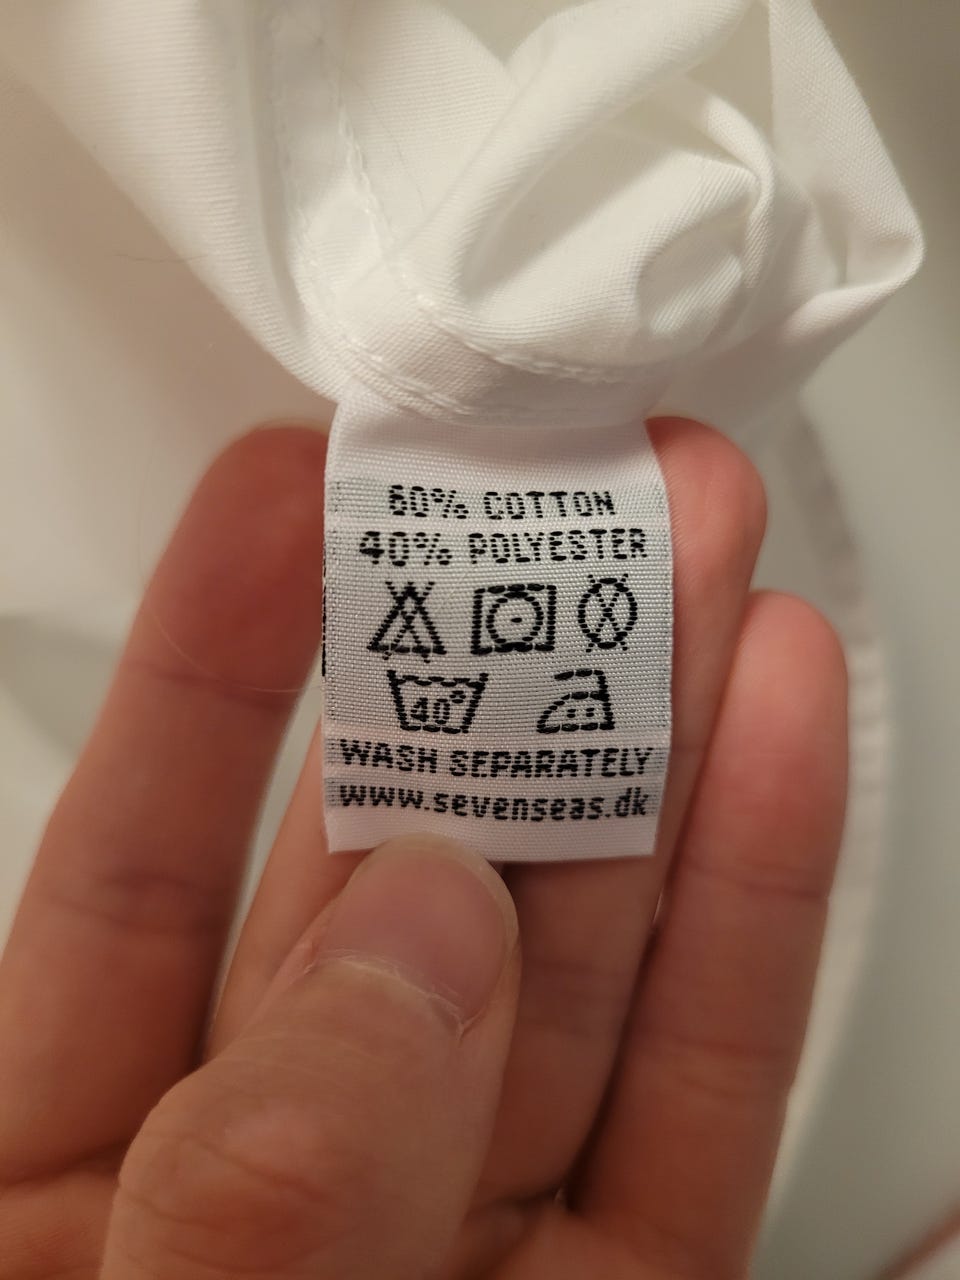 60% COTTON
40% POLYESTER
40°
WASH SEPARATELY
www.sevenseas.dk